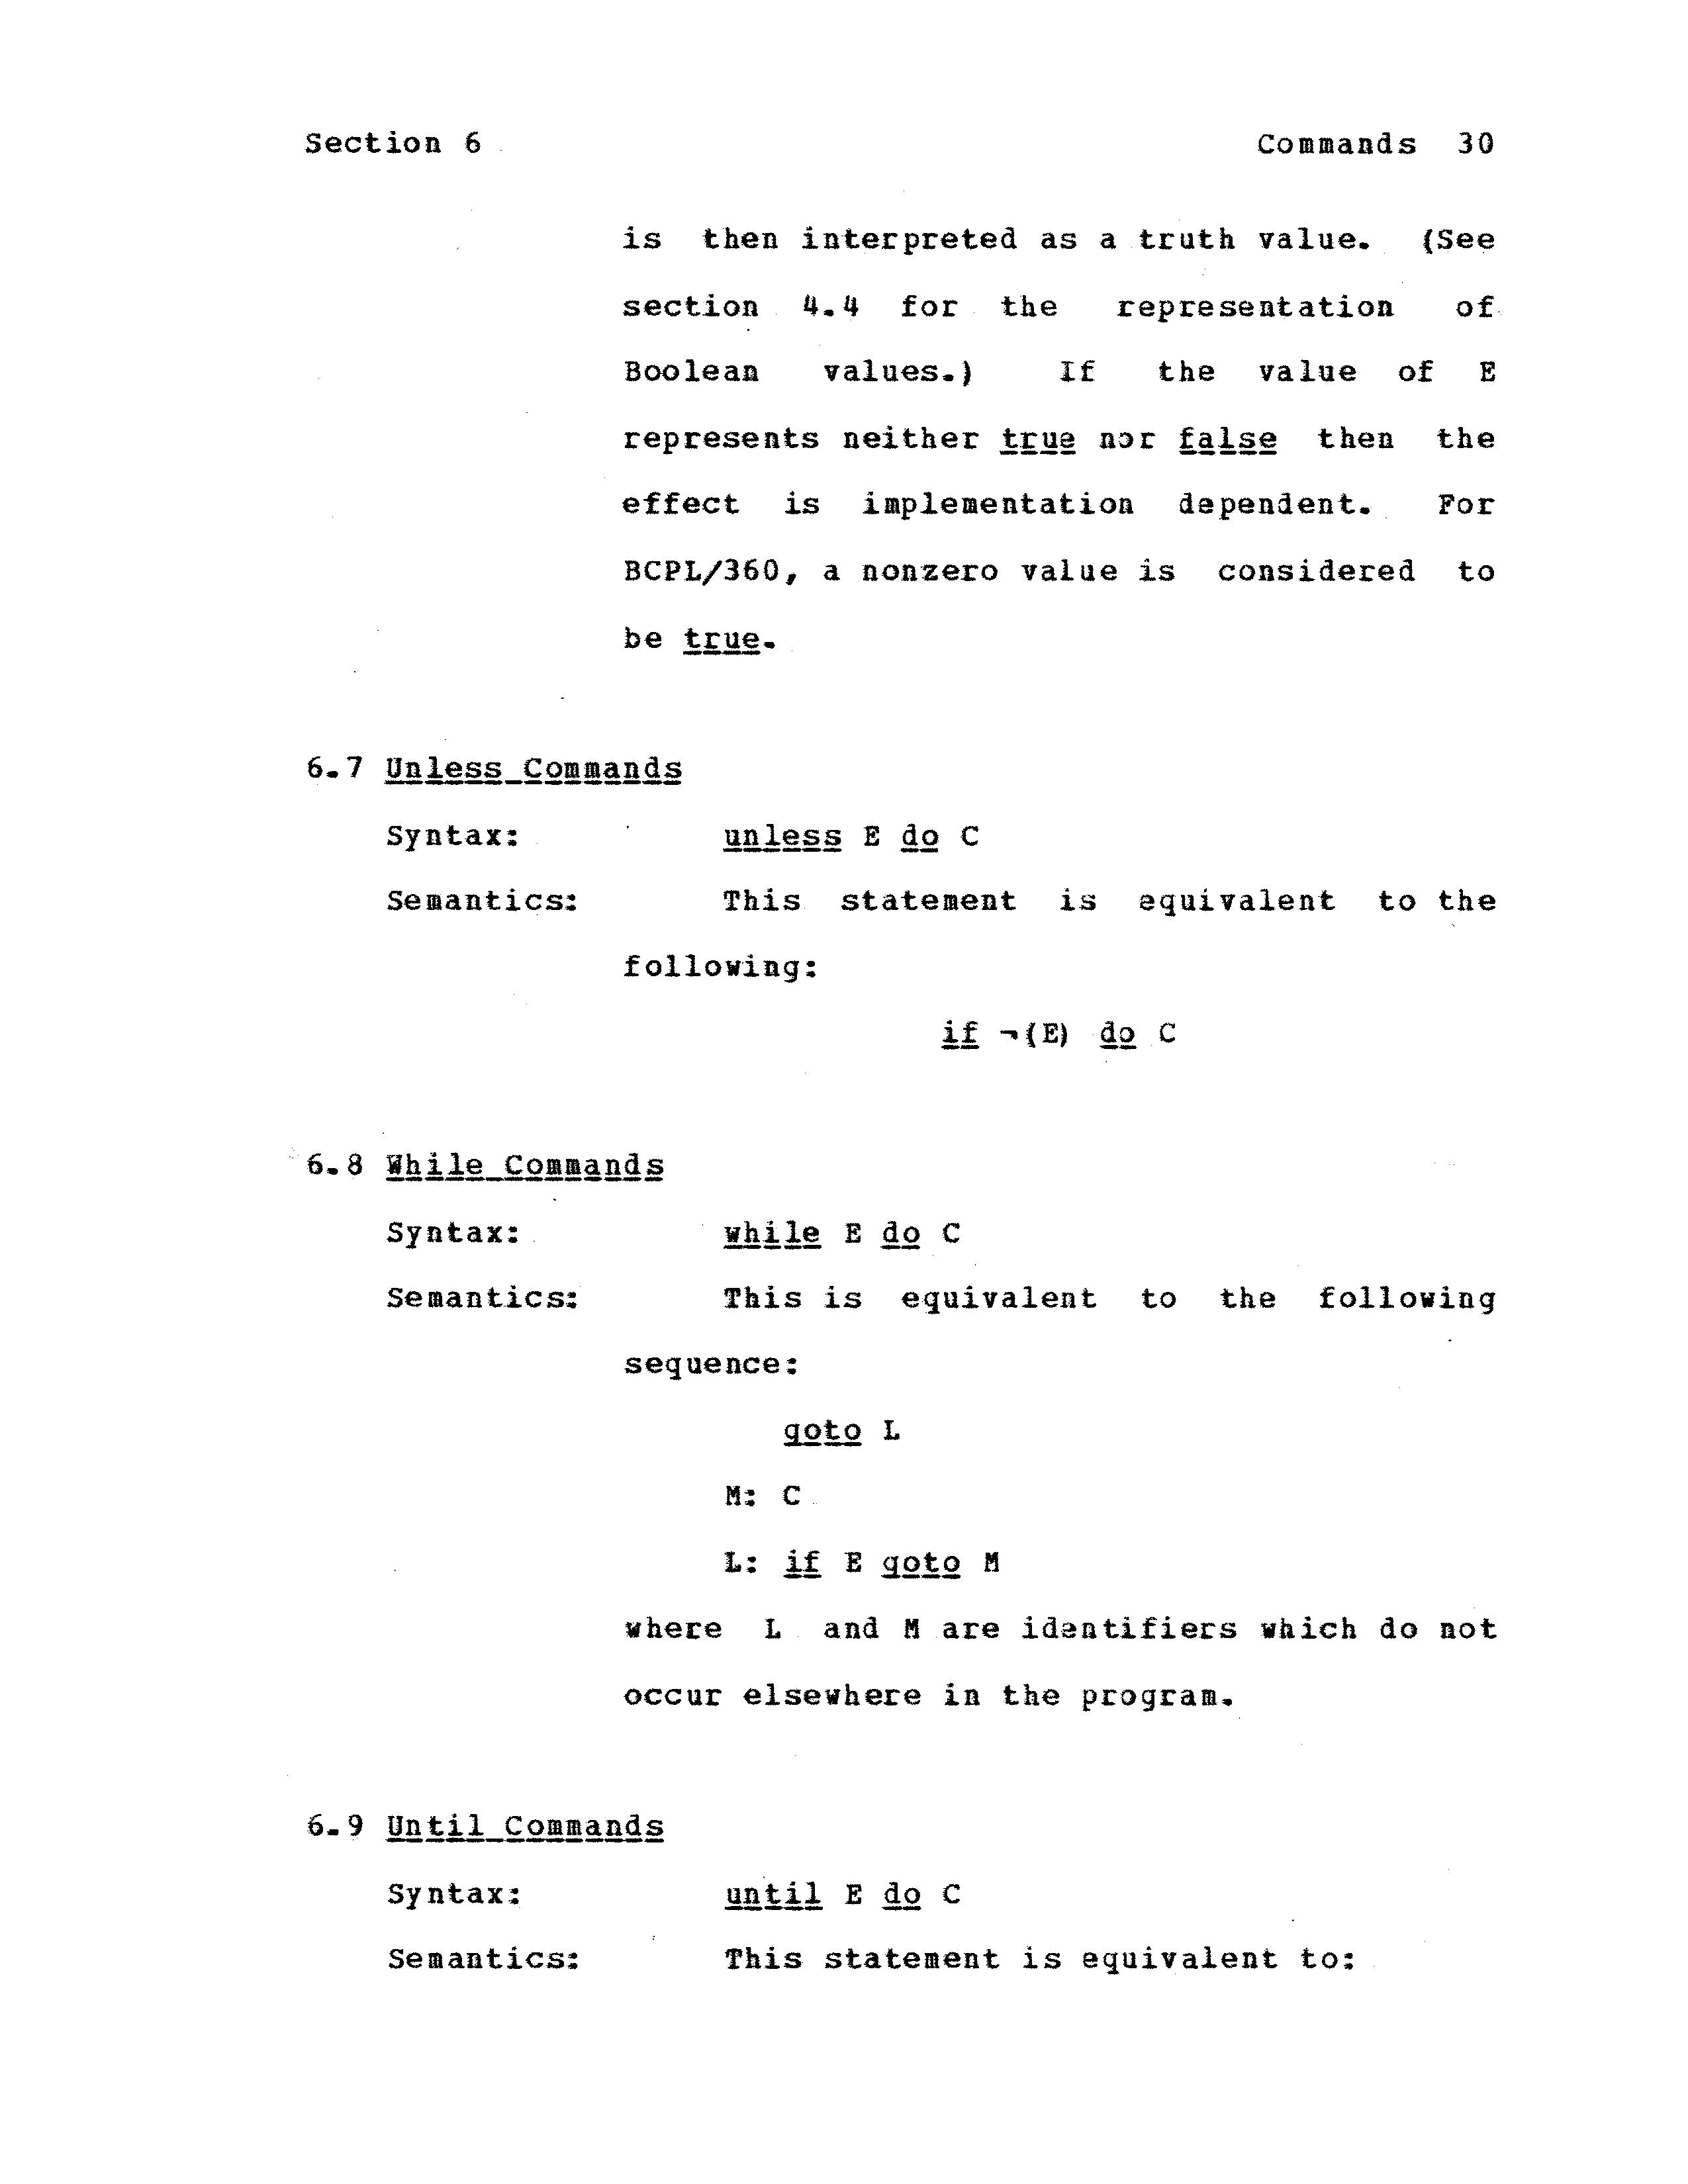 Section 6 Commands 30
is then interpreted as a truth value. (See
section 4.4 for the representation of
Boolean values.) If the value of E
represents neither true nor false then the
effect is implementation dependent. For
BCPL/360, a nonzero value is considered to
be true.
6.7 Unless Commands
Syntax: unless E do C
Semantics: This statement is equivalent to the
following:
if ¬(E) do C
6.8 While Commands
Syntax: while E do C
Semantics: This is equivalent to the following
sequence:
goto L
M: C
L: if E goto M
where L and M are identifiers which do not
occur elsewhere in the program.
6.9 Until Commands
Syntax: until E do C
Semantics: This statement is equivalent to: